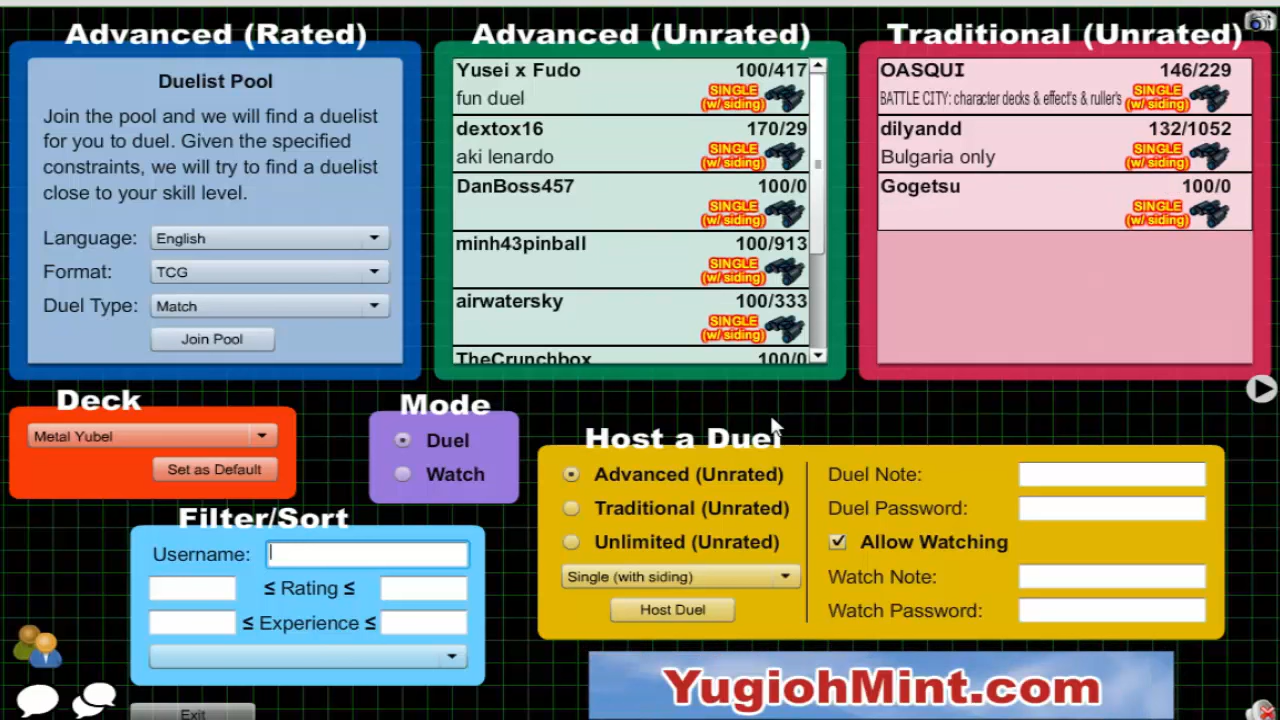 Advanced (Rated)
Duelist Pool
Join the pool and we will find a duelist
for you to duel. Given the specified
constraints, we will try to find a duelist
close to your skill level.
Language: English
Format: TCG
Duel Type: Match
Join Pool
Advanced (Unrated)
Yusei x Fudo 100/417
fun duel SINGLE
(w/ siding)
dextox16 170/29
aki lenardo SINGLE
(w/ siding)
DanBoss457 100/0
SINGLE
(w/ siding)
minh43pinball 100/913
SINGLE
(w/ siding)
airwatersky 100/333
SINGLE
(w/ siding)
TheCrunchbox 100/0
Traditional (Unrated)
OASQUI 146/229
BATTLE CITY: character decks & effect's & ruller's SINGLE
(w/ siding)
dilyandd 132/1052
Bulgaria only SINGLE
(w/ siding)
Gogetsu 100/0
SINGLE
(w/ siding)
Deck
Metal Yubel
Set as Default
Mode
Duel
Watch
Filter/Sort
Username:
≤ Rating ≤
≤ Experience ≤
Host a Duel
Advanced (Unrated)
Traditional (Unrated)
Unlimited (Unrated)
Single (with siding)
Host Duel
Duel Note:
Duel Password:
Allow Watching
Watch Note:
Watch Password:
Exit
YugiohMint.com